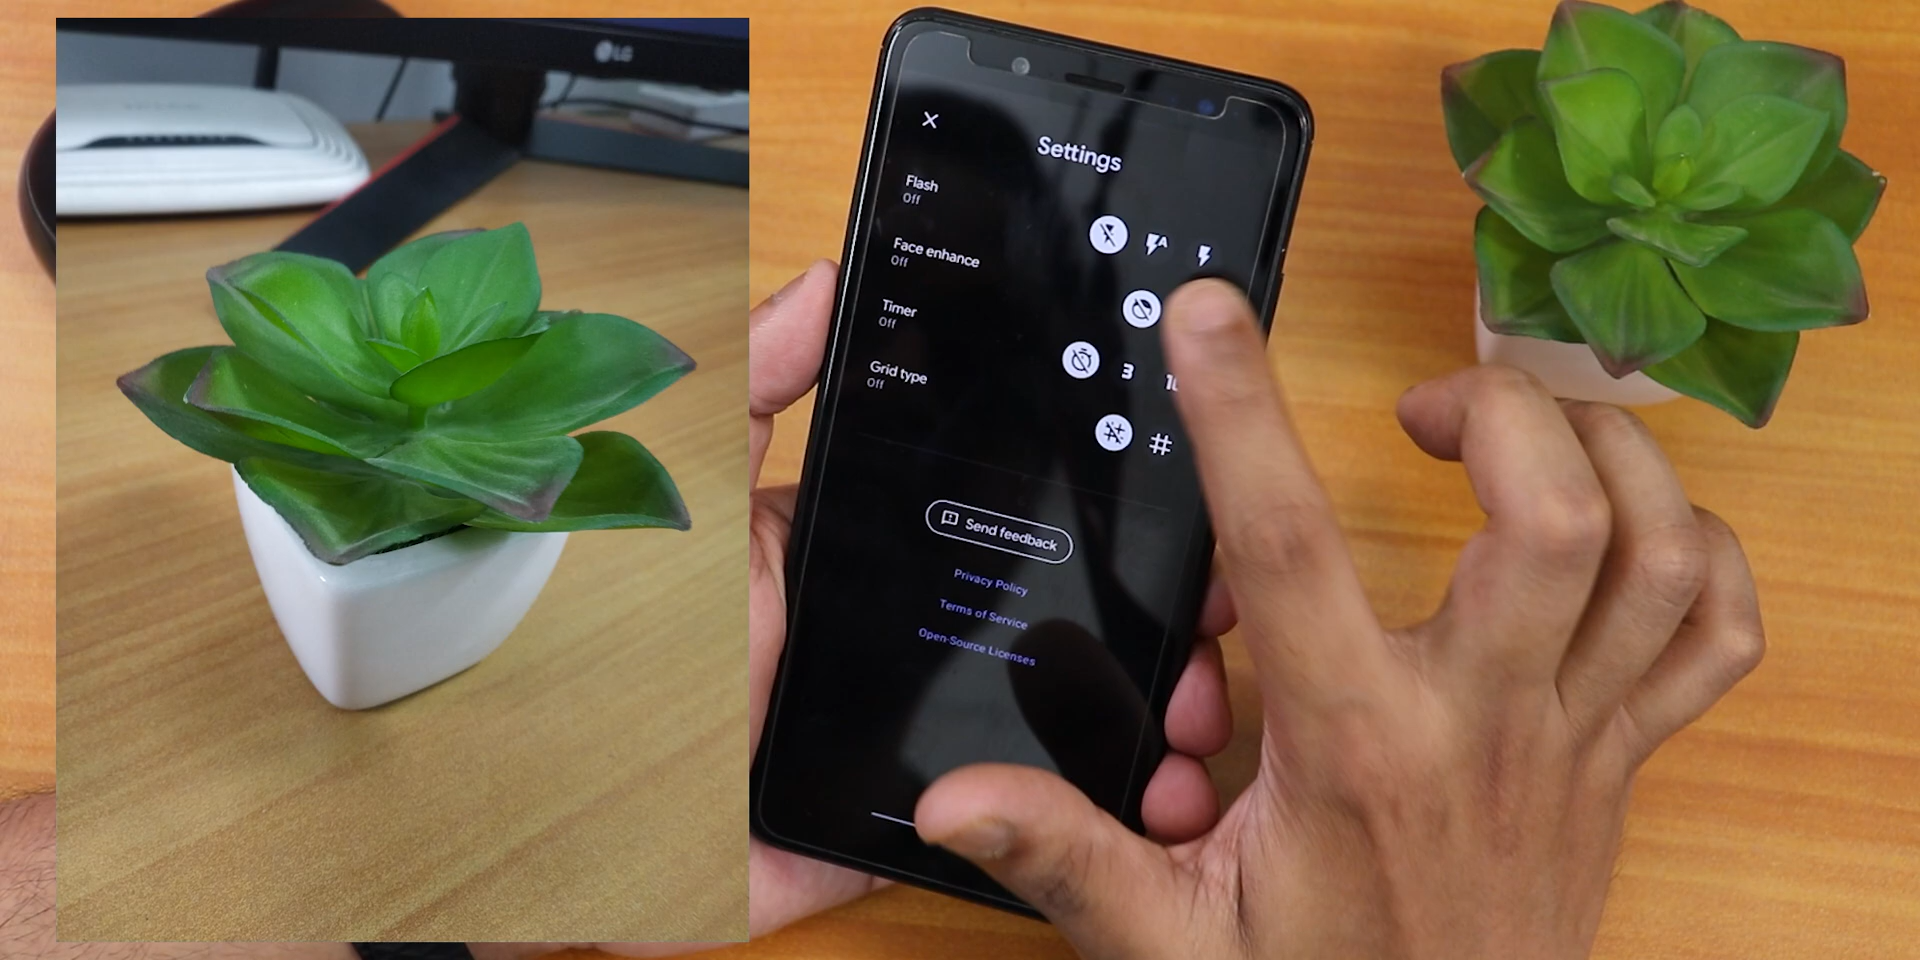 LG
Settings
Flash
Off
A
Face enhance
Off
Timer
Off
3
Grid type
Off
Send feedback
Privacy Policy
Terms of Service
Open-Source Licenses